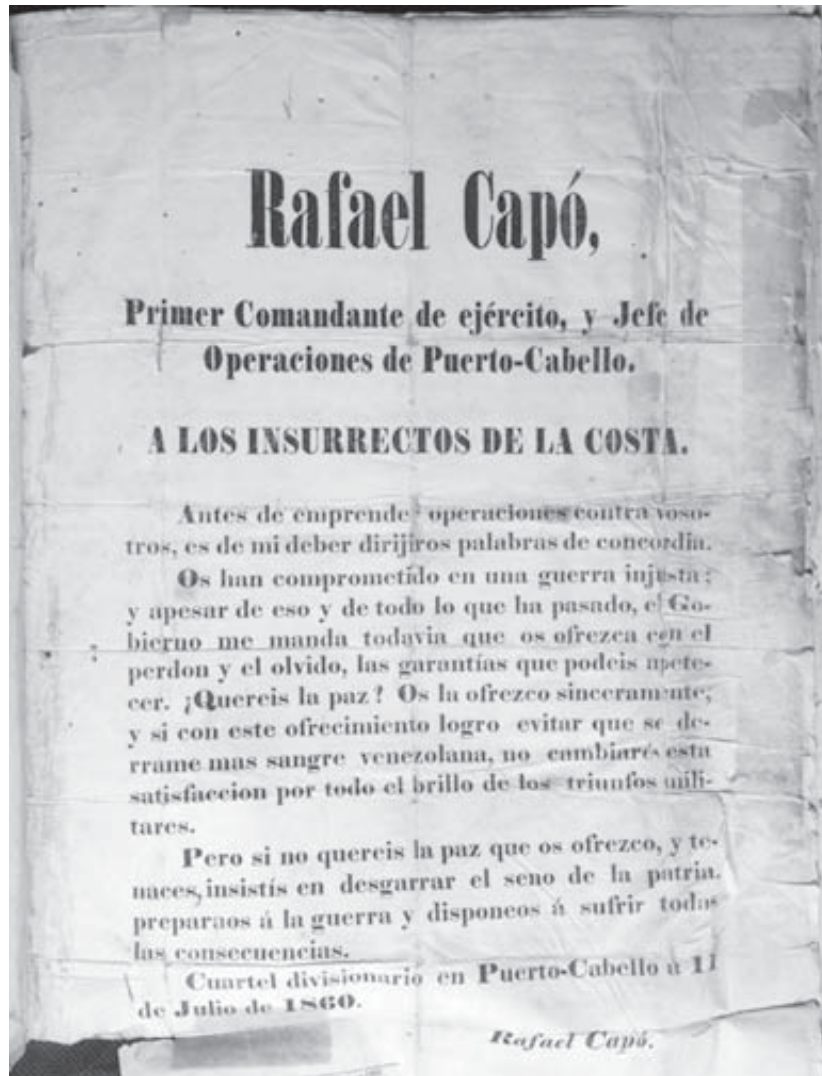 Rafael Capó,
Primer Comandante de ejército, y Jefe de
Operaciones de Puerto-Cabello.
A LOS INSURRECTOS DE LA COSTA.
Antes de emprende operaciones contra voso-
tros, es de mi deber dirijiros palabras de concordia.
Os han comprometido en una guerra injusta;
y apesar de eso y de todo lo que ha pasado, el Go-
bierno me manda todavia que os ofrezca con el
perdon y el olvido, las garantías que podeis apete-
cer. ¡Quereis la paz? Os la ofrezco sinceramente,
y si con este ofrecimiento logro evitar que se de-
rrame mas sangre venezolana, no cambiaré esta
satisfaccion por todo el brillo de los triunfos mili-
tares.
Pero si no quereis la paz que os ofrezco, y te-
naces, insistís en desgarrar el seno de la patria,
preparaos á la guerra y disponeos á sufrir todas
las consecuencias.
Cuartel divisionario en Puerto-Cabello á 11
de Julio de 1860.
Rafael Capó.